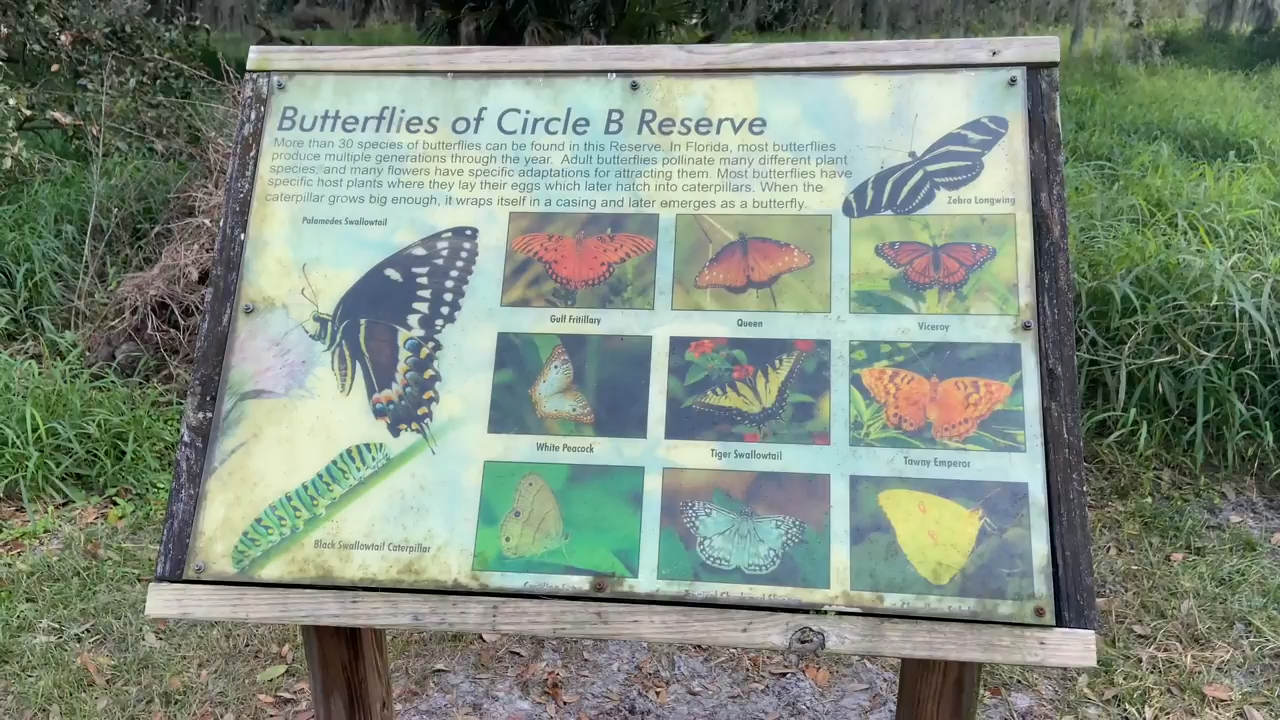 Butterflies of Circle B Reserve
More than 30 species of butterflies can be found in this Reserve. In Florida, most butterflies
produce multiple generations through the year. Adult butterflies pollinate many different plant
species, and many flowers have specific adaptations for attracting them. Most butterflies have
specific host plants where they lay their eggs which later hatch into caterpillars. When the
caterpillar grows big enough, it wraps itself in a casing and later emerges as a butterfly.
Zebra Longwing
Palamedes Swallowtail
Gulf Fritillary
Queen
Viceroy
White Peacock
Tiger Swallowtail
Tawny Emperor
Black Swallowtail Caterpillar